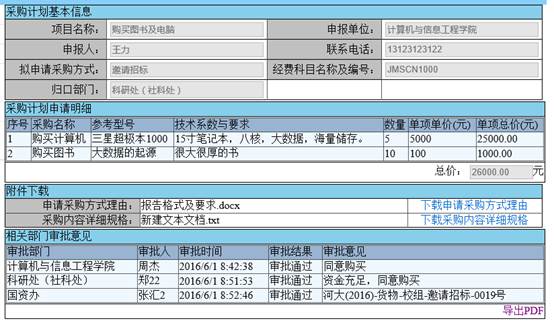 采购计划基本信息
项目名称： 购买图书及电脑 申报单位： 计算机与信息工程学院
申报人： 王力 联系电话： 13123123122
拟申请采购方式： 邀请招标 经费科目名称及编号： JMSCN1000
归口部门： 科研处（社科处）
采购计划申请明细
序号 采购名称 参考型号 技术系数与要求 数量 单项单价(元) 单项总价(元)
1 购买计算机 三星超极本1000 15寸笔记本，八核，大数据，海量储存。 5 5000 25000.00
2 购买图书 大数据的起源 很大很厚的书 10 100 1000.00
总价： 26000.00 元
附件下载
申请采购方式理由： 报告格式及要求.docx 下载申请采购方式理由
采购内容详细规格： 新建文本文档.txt 下载采购内容详细规格
相关部门审批意见
审批部门 审批人 审批时间 审批结果 审批意见
计算机与信息工程学院 周杰 2016/6/1 8:42:38 审批通过 同意购买
科研处（社科处） 郑22 2016/6/1 8:51:53 审批通过 资金充足，同意购买
国资办 张汇2 2016/6/1 8:52:46 审批通过 河大(2016)-货物-校组-邀请招标-0019号
导出PDF